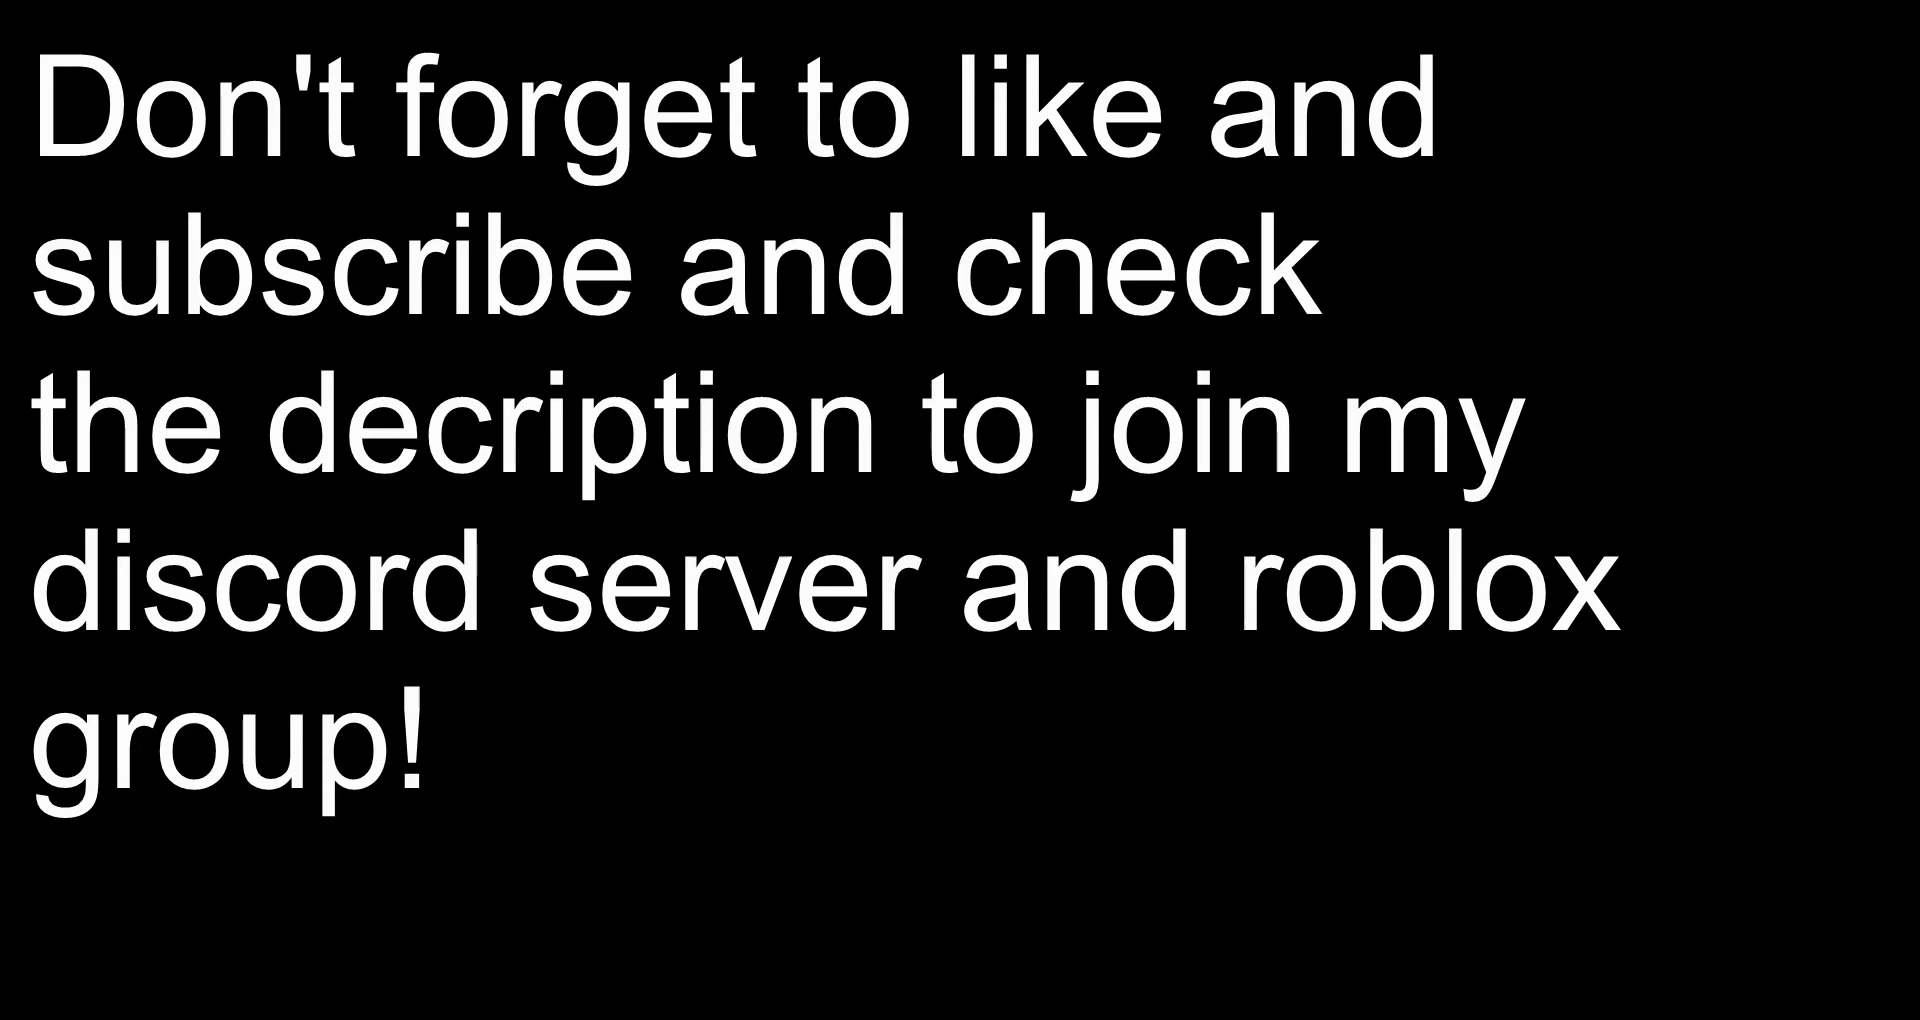 Don't forget to like and
subscribe and check
the decription to join my
discord server and roblox
group!